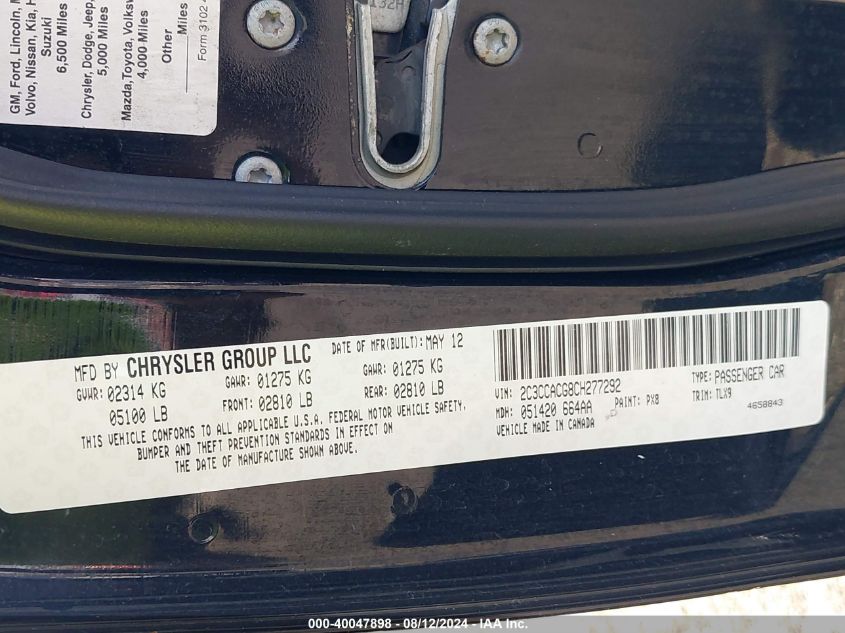 GM, Ford, Lincoln,
Volvo, Nissan, Kia,
Suzuki
6,500 Miles
Chrysler, Dodge, Jeep,
5,000 Miles
Mazda, Toyota, Volksw
4,000 Miles
Other
Miles
Form 3102
132A
MFD BY CHRYSLER GROUP LLC
DATE OF MFR(BUILT): MAY 12
GVWR: 02314 KG
GAWR: 01275 KG
GAWR: 01275 KG
05100 LB
FRONT: 02810 LB
REAR: 02810 LB
THIS VEHICLE CONFORMS TO ALL APPLICABLE U.S.A. FEDERAL MOTOR VEHICLE SAFETY,
BUMPER AND THEFT PREVENTION STANDARDS IN EFFECT ON
THE DATE OF MANUFACTURE SHOWN ABOVE.
VIN: 2C3CCACG8CH277292
TYPE: PASSENGER CAR
MDH: 051420 664AA
PAINT: PX8
TRIM: TLX9
VEHICLE MADE IN CANADA
4658843
000-40047898 - 08/12/2024 - IAA Inc.